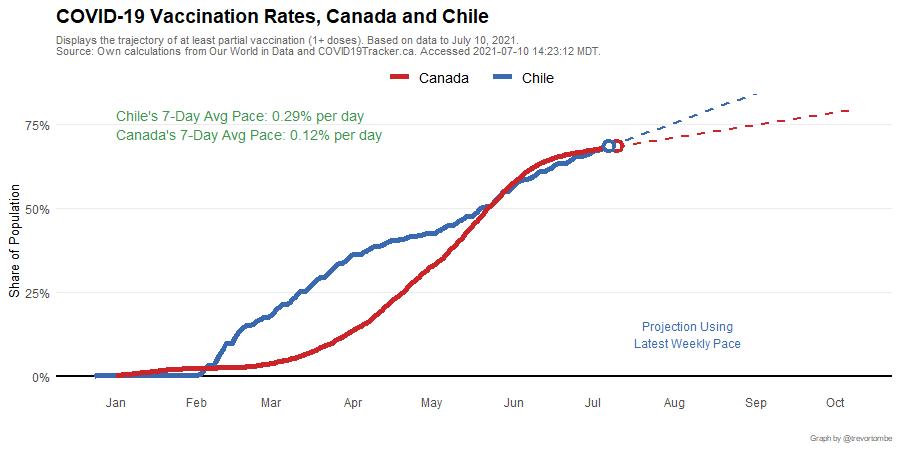 COVID-19 Vaccination Rates, Canada and Chile
Displays the trajectory of at least partial vaccination (1+ doses). Based on data to July 10, 2021.
Source: Own calculations from Our World in Data and COVID19Tracker.ca. Accessed 2021-07-10 14:23:12 MDT.
Canada Chile
Chile's 7-Day Avg Pace: 0.29% per day
Canada's 7-Day Avg Pace: 0.12% per day
75%
50%
25%
0%
Share of Population
Projection Using
Latest Weekly Pace
Jan Feb Mar Apr May Jun Jul Aug Sep Oct
Graph by @trevortombe